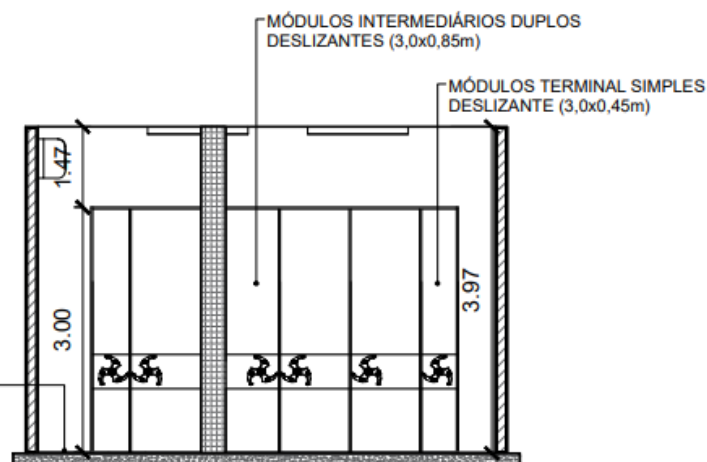 MÓDULOS INTERMEDIÁRIOS DUPLOS
DESLIZANTES (3,0x0,85m)
MÓDULOS TERMINAL SIMPLES
DESLIZANTE (3,0x0,45m)
1.47
3.00
3.97